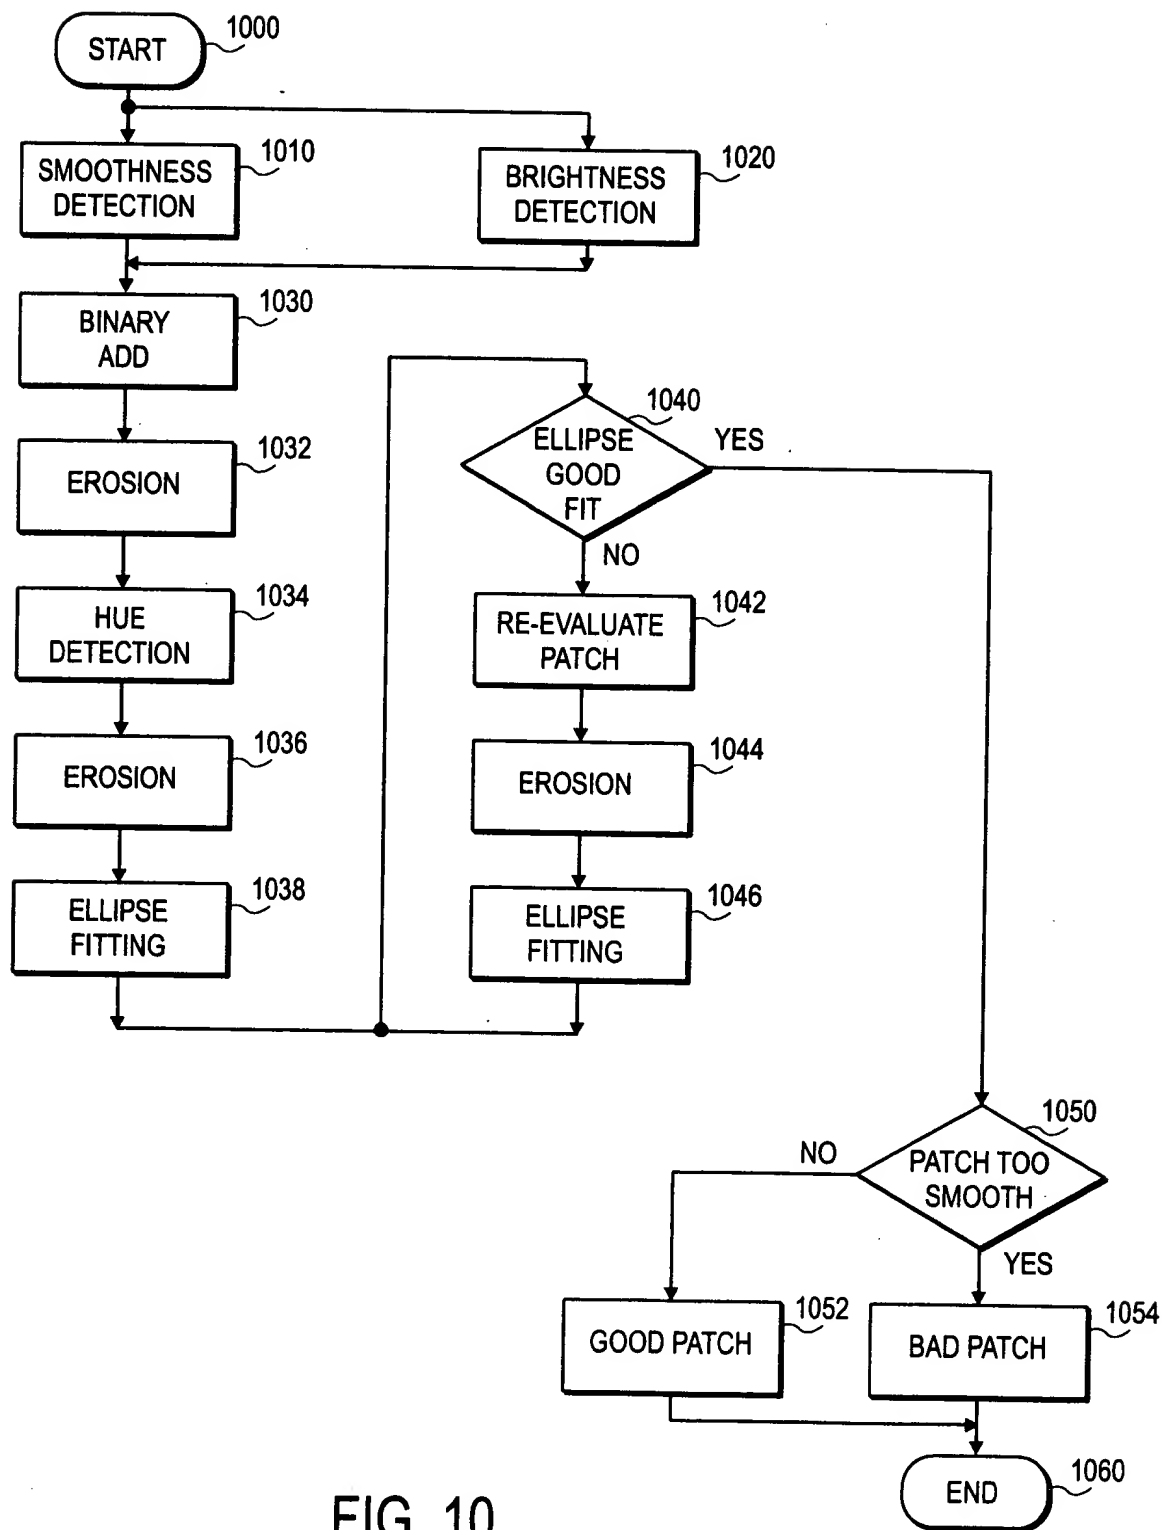 START
1000
SMOOTHNESS
DETECTION
1010
BRIGHTNESS
DETECTION
1020
BINARY
ADD
1030
EROSION
1032
HUE
DETECTION
1034
EROSION
1036
ELLIPSE
FITTING
1038
ELLIPSE
GOOD
FIT
1040
YES
NO
RE-EVALUATE
PATCH
1042
EROSION
1044
ELLIPSE
FITTING
1046
PATCH TOO
SMOOTH
1050
NO
YES
GOOD PATCH
1052
BAD PATCH
1054
END
1060
FIG. 10